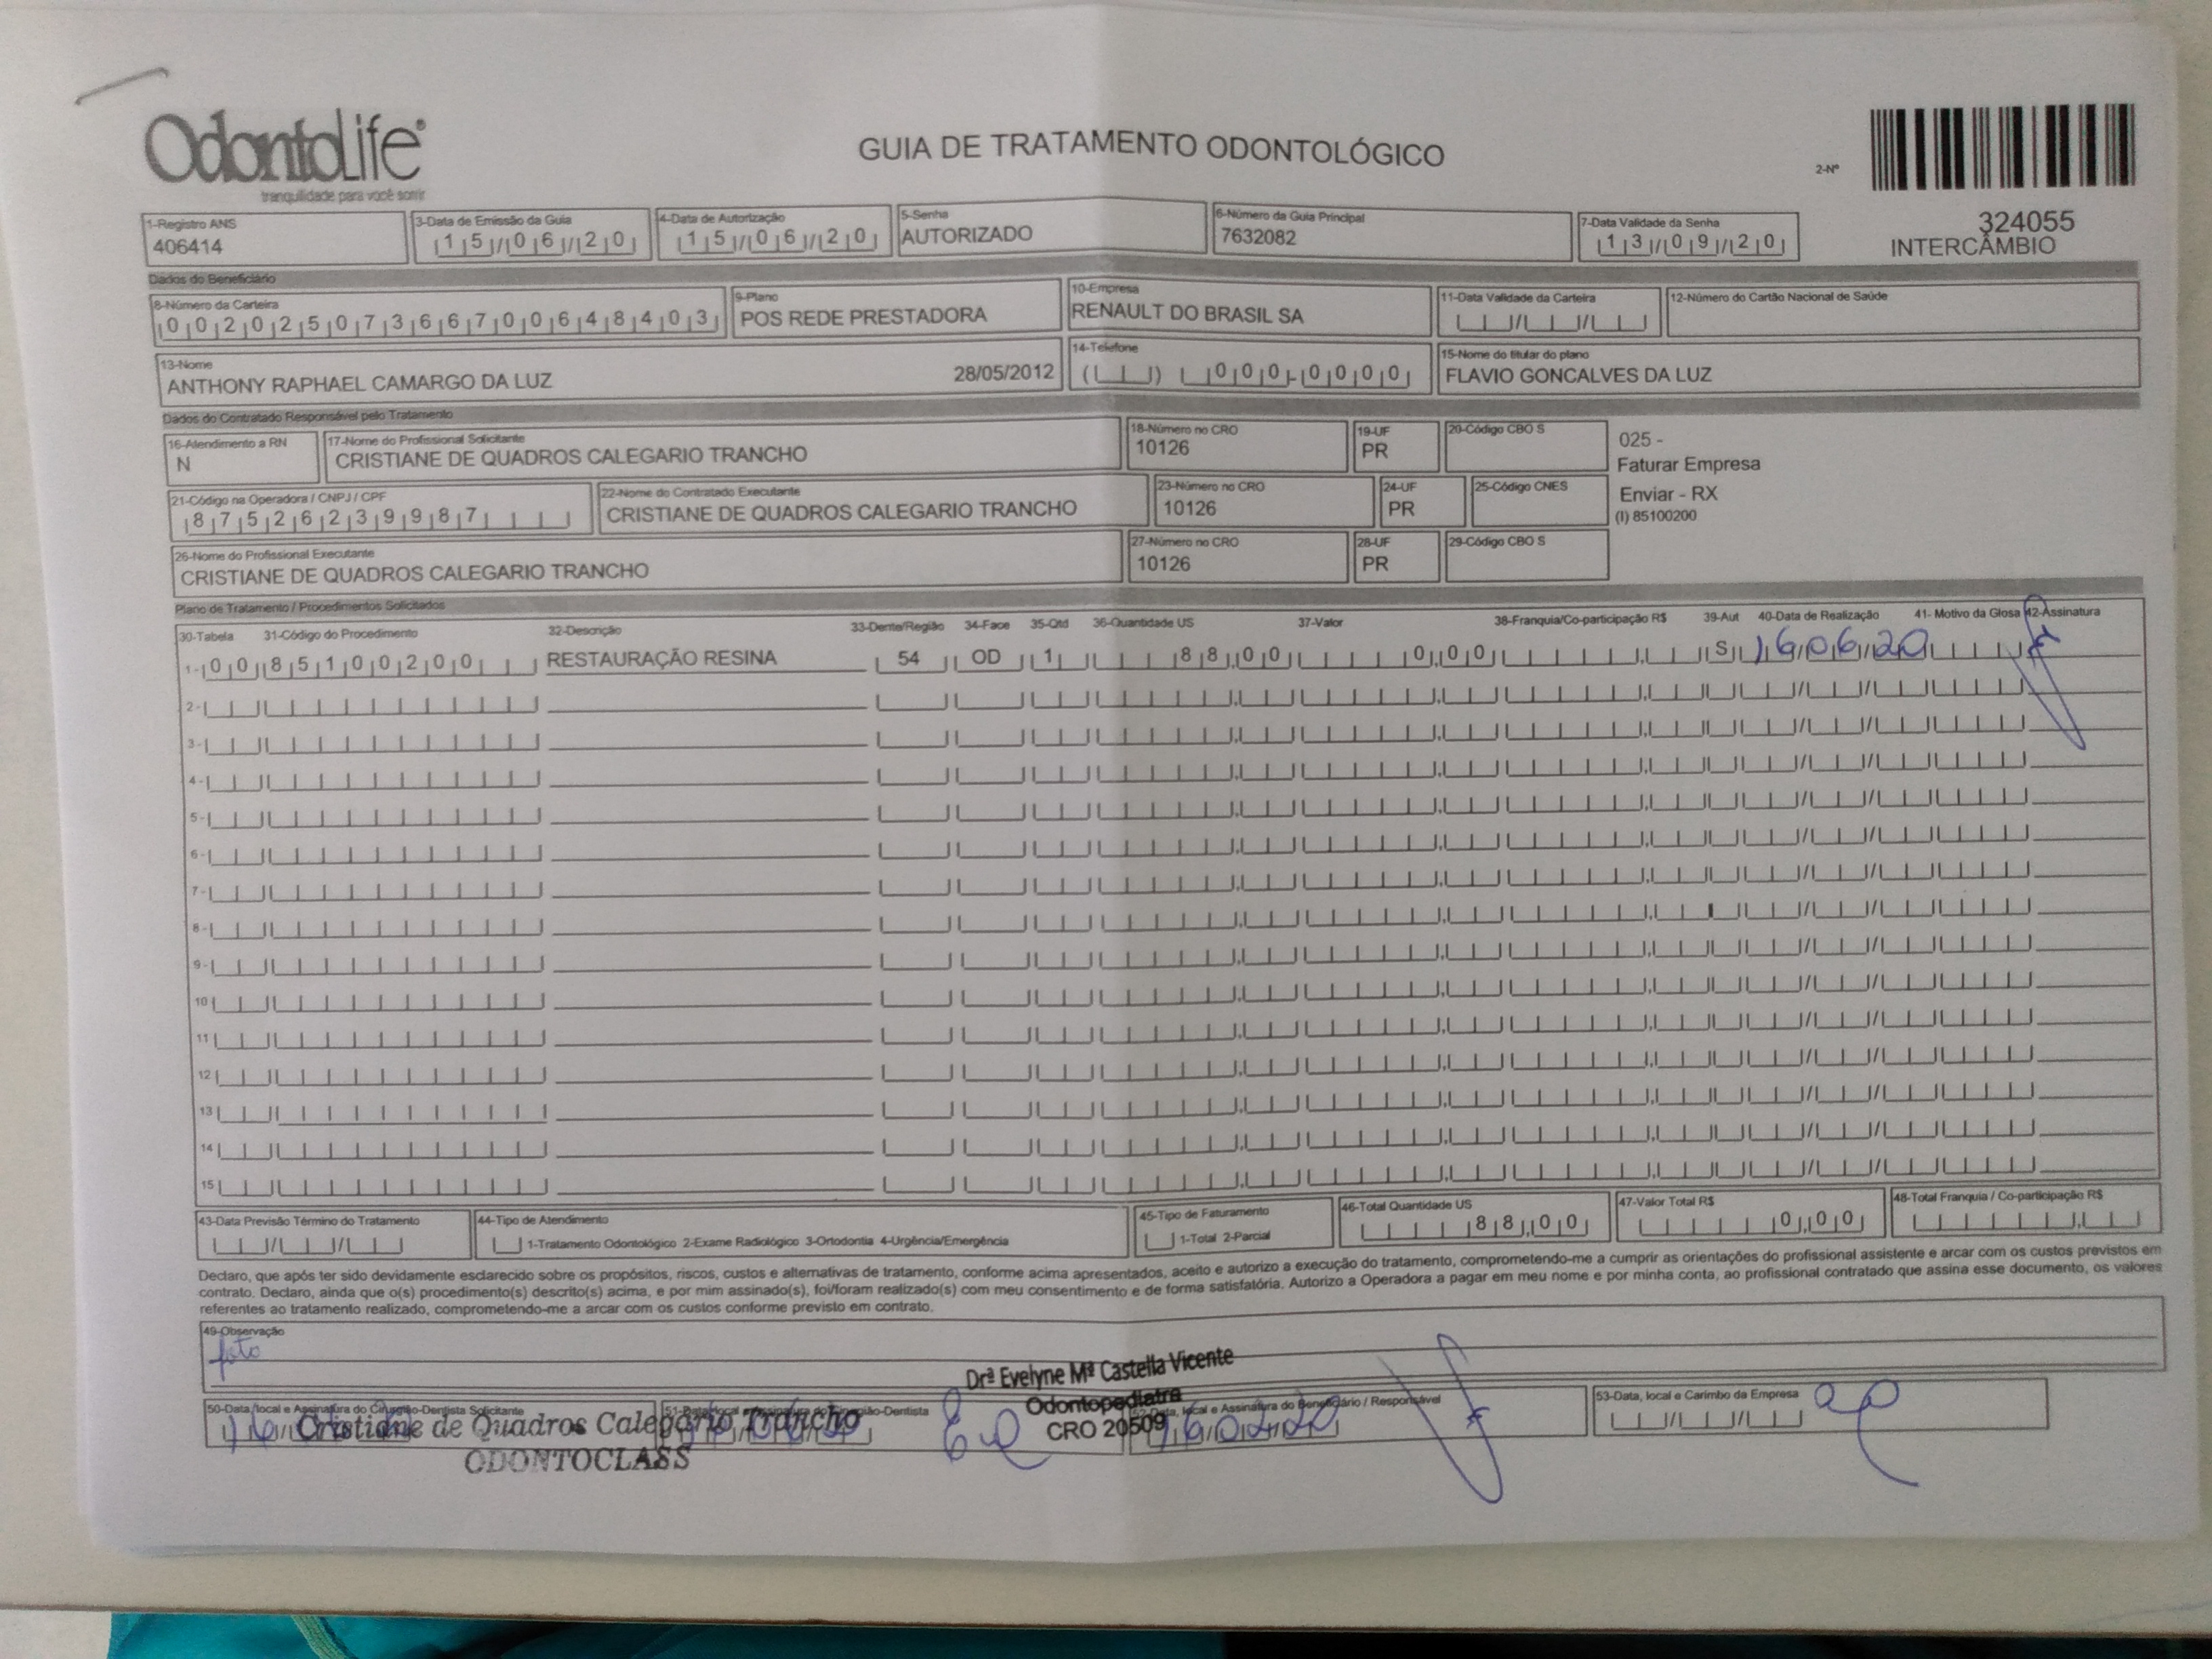 OdontoLife®
tranquilidade para você sorrir
GUIA DE TRATAMENTO ODONTOLÓGICO
2-Nº
324055
INTERCÂMBIO
1-Registro ANS
406414
3-Data de Emissão da Guia
15/06/20
4-Data de Autorização
15/06/20
5-Senha
AUTORIZADO
6-Número da Guia Principal
7632082
7-Data Validade da Senha
13/09/20
Dados do Beneficiário
8-Número da Carteira
00202507366700648403
9-Plano
POS REDE PRESTADORA
10-Empresa
RENAULT DO BRASIL SA
11-Data Validade da Carteira
12-Número do Cartão Nacional de Saúde
13-Nome
ANTHONY RAPHAEL CAMARGO DA LUZ 28/05/2012
14-Telefone
( ) 000-0000
15-Nome do titular do plano
FLAVIO GONCALVES DA LUZ
Dados do Contratado Responsável pelo Tratamento
16-Atendimento a RN
N
17-Nome do Profissional Solicitante
CRISTIANE DE QUADROS CALEGARIO TRANCHO
18-Número no CRO
10126
19-UF
PR
20-Código CBO S
025 -
Faturar Empresa
Enviar - RX
(I) 85100200
21-Código na Operadora / CNPJ / CPF
87526239987
22-Nome do Contratado Executante
CRISTIANE DE QUADROS CALEGARIO TRANCHO
23-Número no CRO
10126
24-UF
PR
25-Código CNES
26-Nome do Profissional Executante
CRISTIANE DE QUADROS CALEGARIO TRANCHO
27-Número no CRO
10126
28-UF
PR
29-Código CBO S
Plano de Tratamento / Procedimentos Solicitados
30-Tabela 31-Código do Procedimento 32-Descrição 33-Dente/Região 34-Face 35-Qtd 36-Quantidade US 37-Valor 38-Franquia/Co-participação R$ 39-Aut 40-Data de Realização 41- Motivo da Glosa 42-Assinatura
1- 00 85100200 RESTAURAÇÃO RESINA 54 OD 1 88,00 0,00 S 16/06/20
2-
3-
4-
5-
6-
7-
8-
9-
10
11
12
13
14
15
43-Data Previsão Término do Tratamento
44-Tipo de Atendimento
1-Tratamento Odontológico 2-Exame Radiológico 3-Ortodontia 4-Urgência/Emergência
45-Tipo de Faturamento
1-Total 2-Parcial
46-Total Quantidade US
88,00
47-Valor Total R$
0,00
48-Total Franquia / Co-participação R$
Declaro, que após ter sido devidamente esclarecido sobre os propósitos, riscos, custos e alternativas de tratamento, conforme acima apresentados, aceito e autorizo a execução do tratamento, comprometendo-me a cumprir as orientações do profissional assistente e arcar com os custos previstos em
contrato. Declaro, ainda que o(s) procedimento(s) descrito(s) acima, e por mim assinado(s), foi/foram realizado(s) com meu consentimento e de forma satisfatória. Autorizo a Operadora a pagar em meu nome e por minha conta, ao profissional contratado que assina esse documento, os valores
referentes ao tratamento realizado, comprometendo-me a arcar com os custos conforme previsto em contrato.
49-Observação
foto
Drª Evelyne Mª Castella Vicente
Odontopediatra
CRO 20509
50-Data, local e Assinatura do Cirurgião-Dentista Solicitante
Cristiane de Quadros Calegario Trancho
ODONTOCLASS
52-Data, local e Assinatura do Beneficiário / Responsável
53-Data, local e Carimbo da Empresa